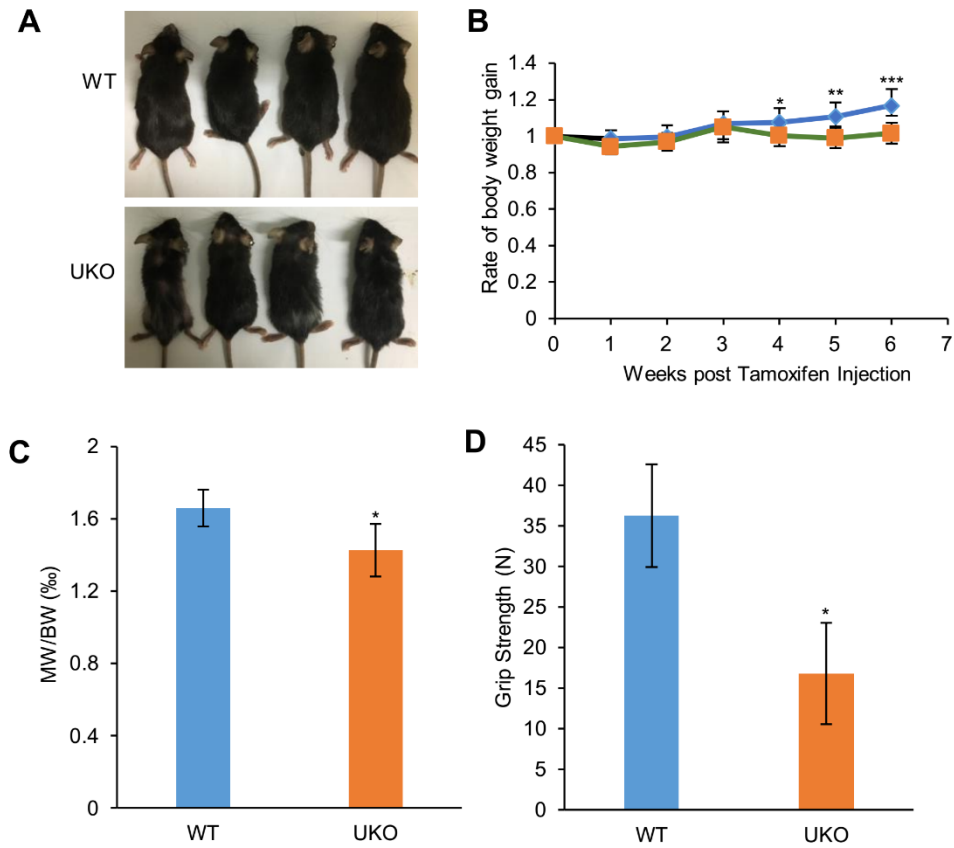 A
WT
UKO
B
Rate of body weight gain
1.4
1.2
1
0.8
0.6
0.4
0.2
0
*
**
***
0 1 2 3 4 5 6 7
Weeks post Tamoxifen Injection
C
MW/BW (‰)
2
1.6
1.2
0.8
0.4
0
*
WT UKO
D
Grip Strength (N)
45
40
35
30
25
20
15
10
5
0
*
WT UKO